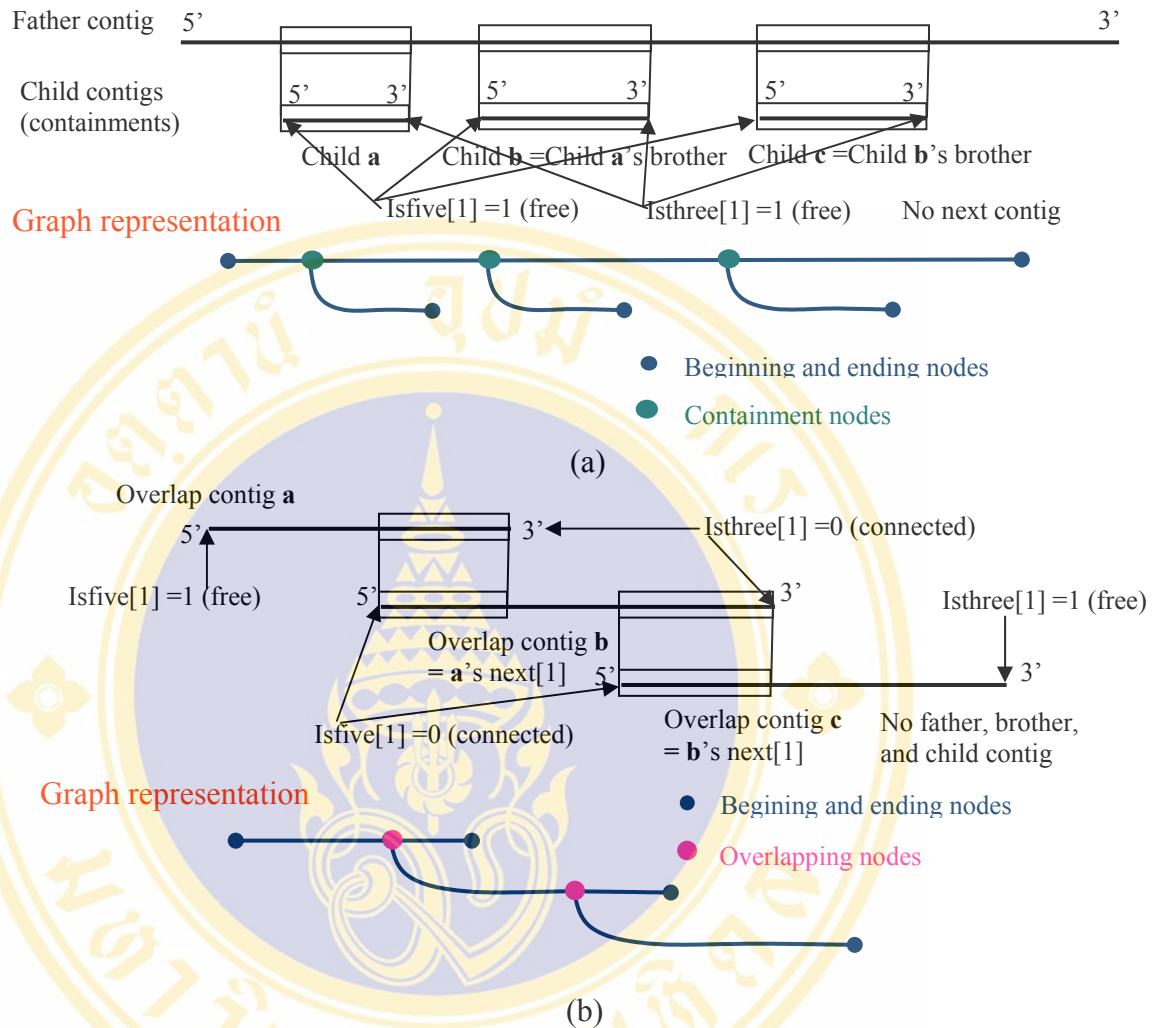 Father contig 5’ 3’
Child contigs
(containments)
5’ 3’ 5’ 3’ 5’ 3’
Child a Child b =Child a’s brother Child c =Child b’s brother
Isfive[1] =1 (free) Isthree[1] =1 (free) No next contig
Graph representation
Beginning and ending nodes
Containment nodes
(a)
Overlap contig a
5’ 3’ Isthree[1] =0 (connected)
Isfive[1] =1 (free) 5’ 3’ Isthree[1] =1 (free)
Overlap contig b
= a’s next[1] 5’ 3’
Isfive[1] =0 (connected)
Overlap contig c
= b’s next[1]
No father, brother,
and child contig
Graph representation
Begining and ending nodes
Overlapping nodes
(b)